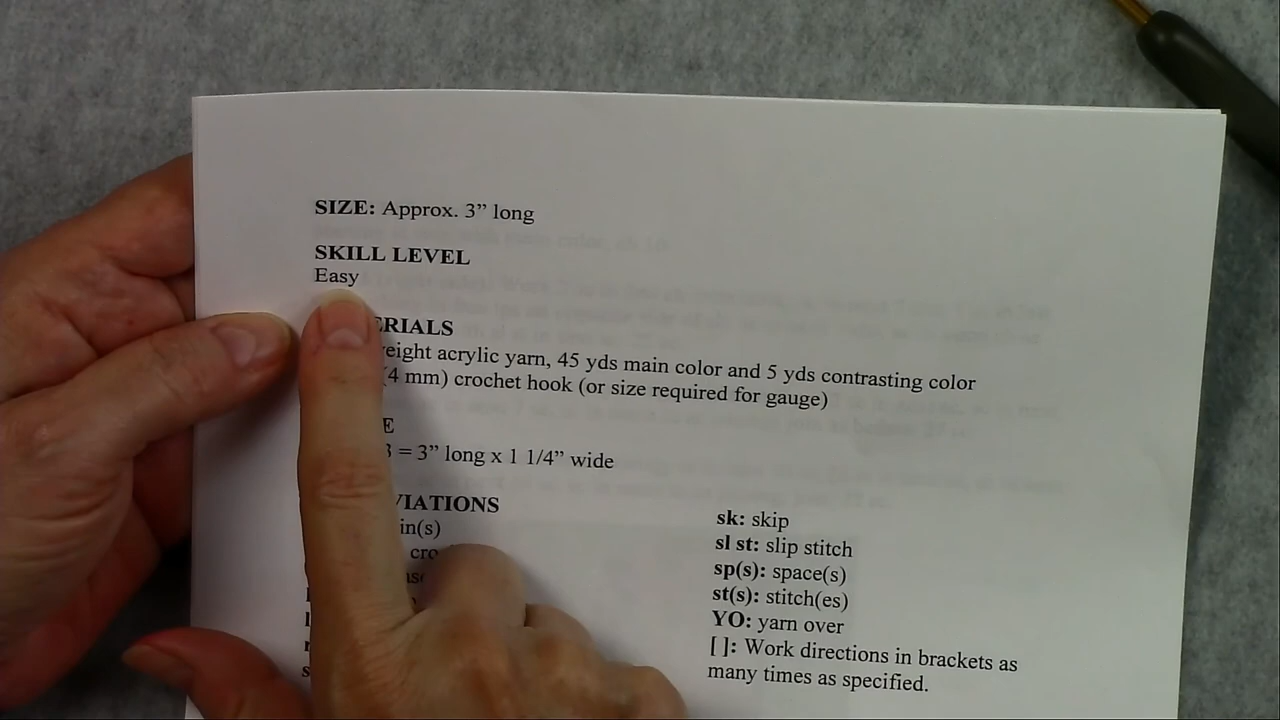 SIZE: Approx. 3” long
SKILL LEVEL
Easy
ERIALS
eight acrylic yarn, 45 yds main color and 5 yds contrasting color
(4 mm) crochet hook (or size required for gauge)
E
3 = 3” long x 1 1/4” wide
VIATIONS
in(s)
cro
sk: skip
sl st: slip stitch
sp(s): space(s)
st(s): stitch(es)
YO: yarn over
[ ]: Work directions in brackets as
many times as specified.